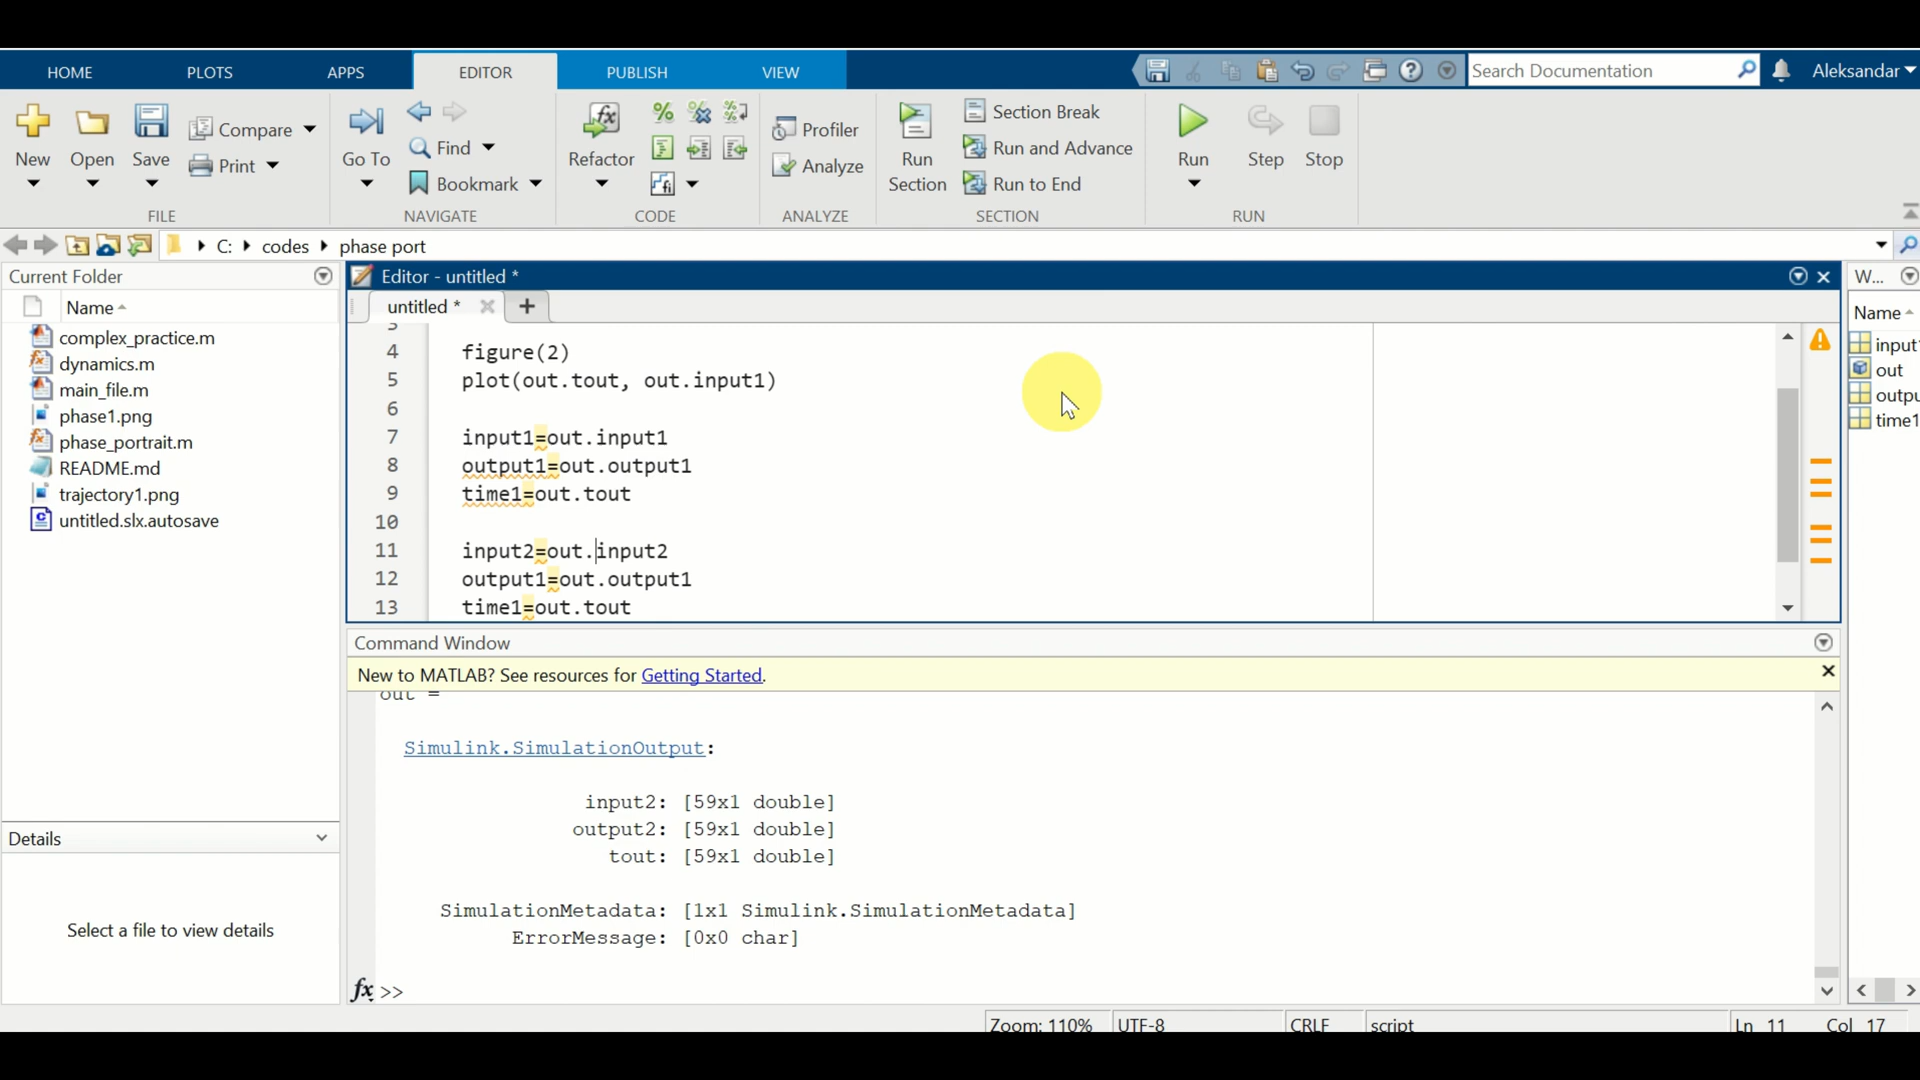 HOME PLOTS APPS EDITOR PUBLISH VIEW
Search Documentation
Aleksandar
New Open Save Compare Print
FILE
Go To Find Bookmark
NAVIGATE
Refactor
CODE
Profiler Analyze
ANALYZE
Run Section
Section Break
Run and Advance
Run to End
SECTION
Run Step Stop
RUN
C: codes phase port
Current Folder
Name
complex_practice.m
dynamics.m
main_file.m
phase1.png
phase_portrait.m
README.md
trajectory1.png
untitled.slx.autosave
Details
Select a file to view details
Editor - untitled *
untitled *
3
4 figure(2)
5 plot(out.tout, out.input1)
6
7 input1=out.input1
8 output1=out.output1
9 time1=out.tout
10
11 input2=out.input2
12 output1=out.output1
13 time1=out.tout
Command Window
New to MATLAB? See resources for Getting Started.
out =
Simulink.SimulationOutput:
input2: [59x1 double]
output2: [59x1 double]
tout: [59x1 double]
SimulationMetadata: [1x1 Simulink.SimulationMetadata]
ErrorMessage: [0x0 char]
fx >>
W...
Name
input1
out
outpu
time1
Zoom: 110% UTF-8 CRLF script Ln 11 Col 17